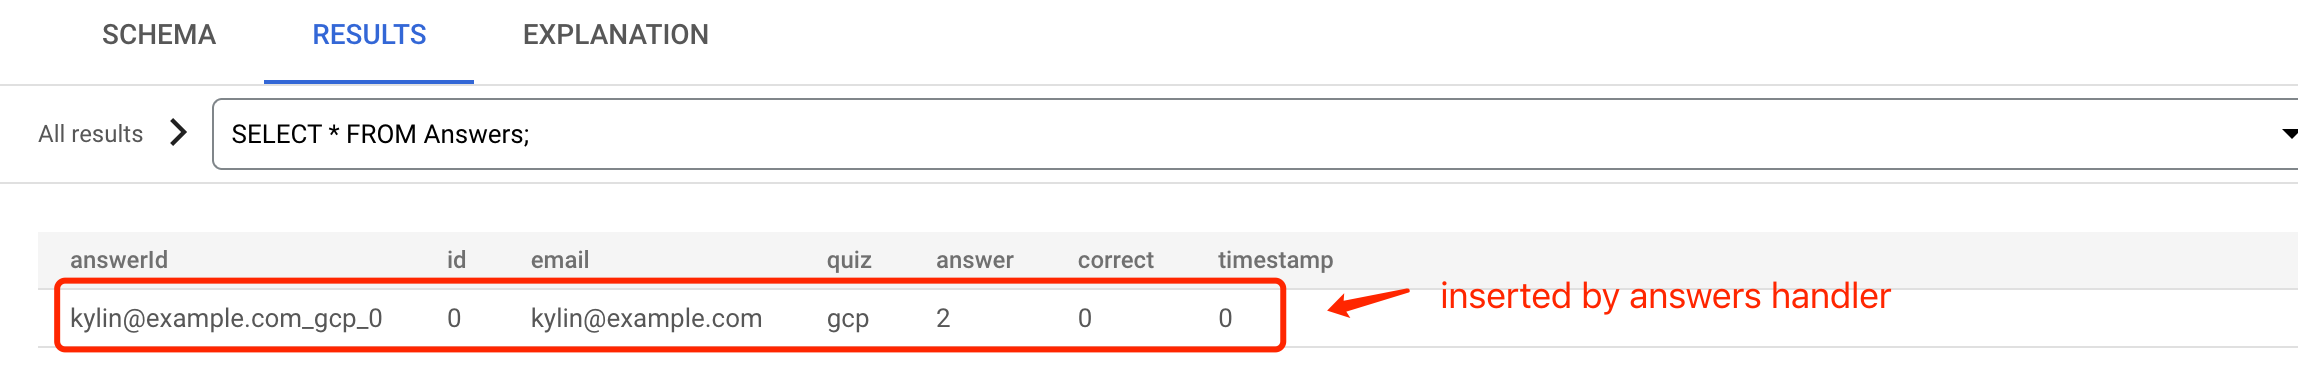 SCHEMA RESULTS EXPLANATION
All results SELECT * FROM Answers;
answerId id email quiz answer correct timestamp
inserted by answers handler
kylin@example.com_gcp_0 0 kylin@example.com gcp 2 0 0